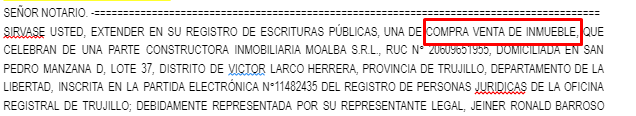 SEÑOR NOTARIO. -==========================================================================================
SIRVASE USTED, EXTENDER EN SU REGISTRO DE ESCRITURAS PÚBLICAS, UNA DE COMPRA VENTA DE INMUEBLE, QUE
CELEBRAN DE UNA PARTE CONSTRUCTORA INMOBILIARIA MOALBA S.R.L., RUC N° 20609651955, DOMICILIADA EN SAN
PEDRO MANZANA D, LOTE 37, DISTRITO DE VICTOR LARCO HERRERA, PROVINCIA DE TRUJILLO, DEPARTAMENTO DE LA
LIBERTAD, INSCRITA EN LA PARTIDA ELECTRÓNICA N°11482435 DEL REGISTRO DE PERSONAS JURIDICAS DE LA OFICINA
REGISTRAL DE TRUJILLO; DEBIDAMENTE REPRESENTADA POR SU REPRESENTANTE LEGAL, JEINER RONALD BARROSO